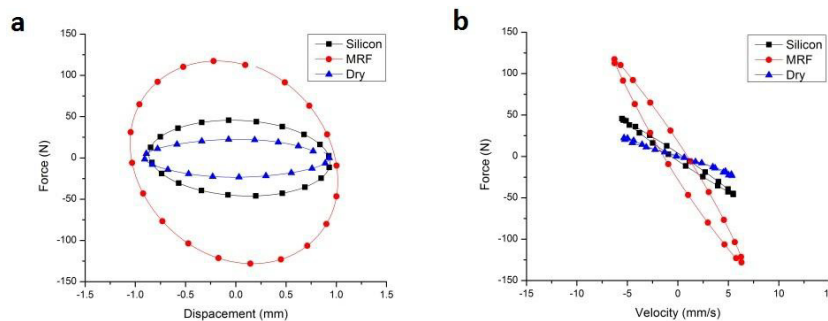 a
Silicon
MRF
Dry
150
100
50
0
-50
-100
-150
Force (N)
-1.5 -1.0 -0.5 0.0 0.5 1.0 1.5
Dispacement (mm)
b
Silicon
MRF
Dry
150
100
50
0
-50
-100
-150
Force (N)
-15 -10 -5 0 5 10 15
Velocity (mm/s)